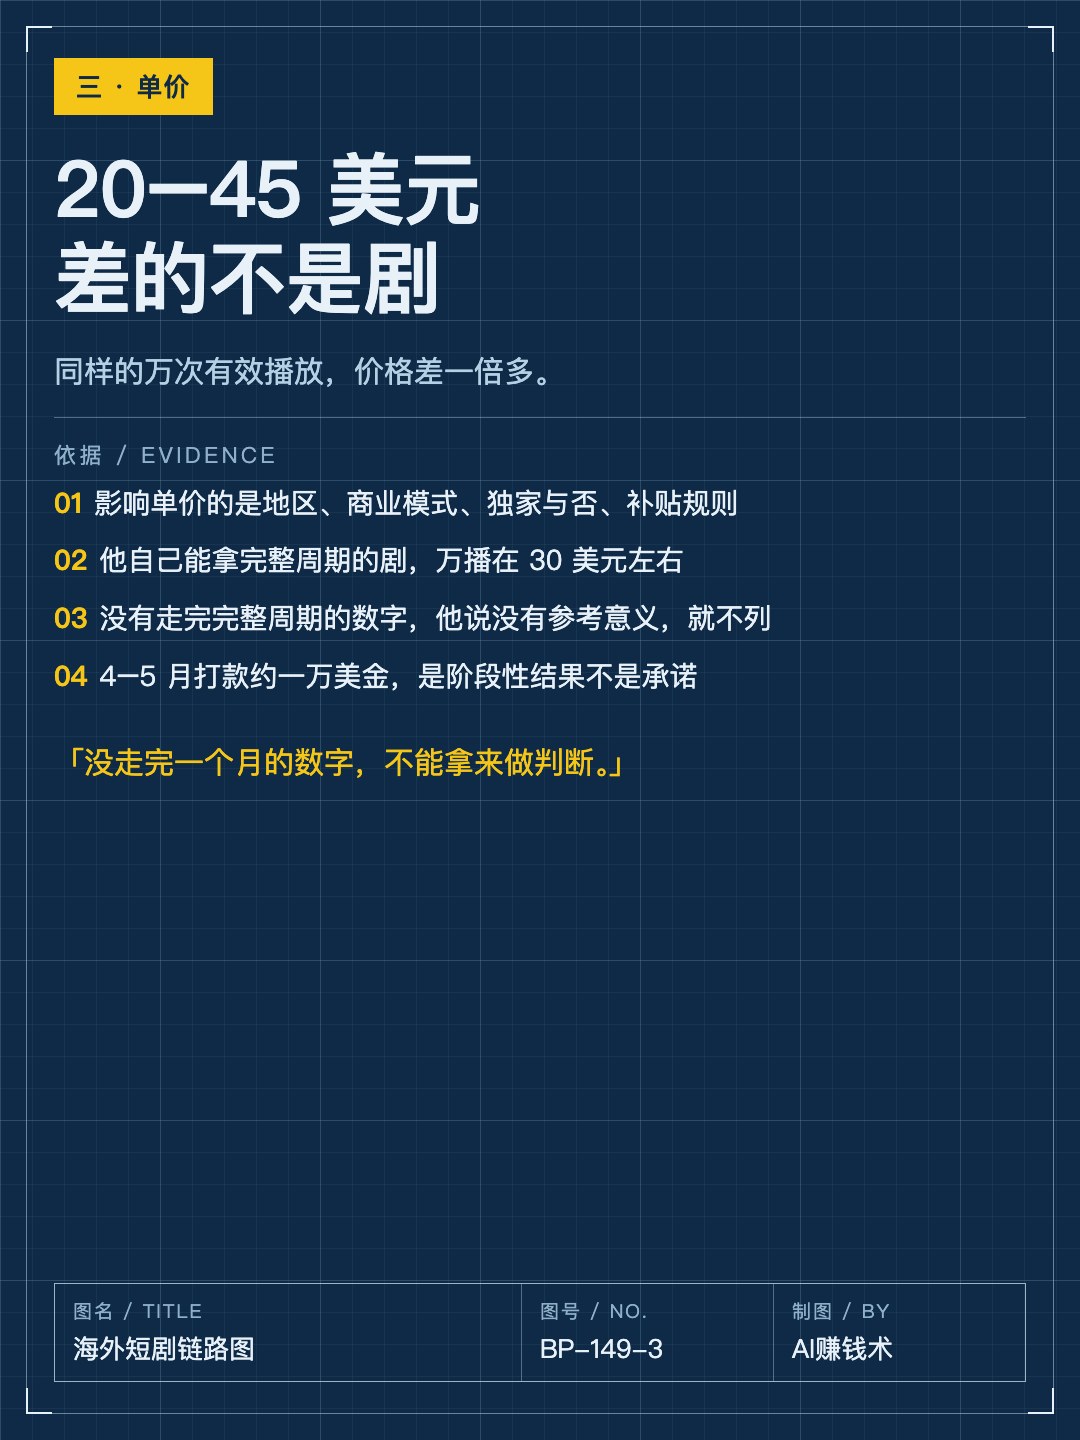 三 · 单价
20—45 美元
差的不是剧
同样的万次有效播放，价格差一倍多。
依据 / EVIDENCE
01 影响单价的是地区、商业模式、独家与否、补贴规则
02 他自己能拿完整周期的剧，万播在 30 美元左右
03 没有走完完整周期的数字，他说没有参考意义，就不列
04 4—5 月打款约一万美金，是阶段性结果不是承诺
「没走完一个月的数字，不能拿来做判断。」
图名 / TITLE
海外短剧链路图
图号 / NO.
BP-149-3
制图 / BY
AI赚钱术